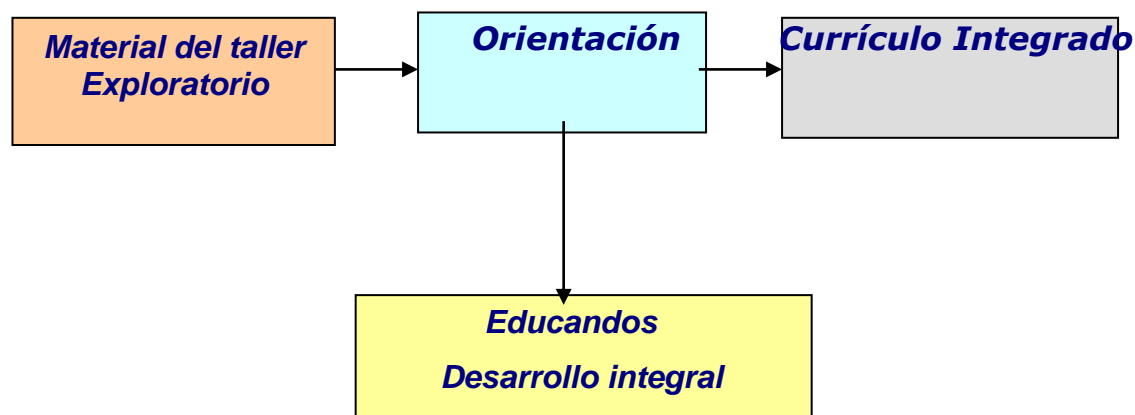 Material del taller
Exploratorio
Orientación
Currículo Integrado
Educandos
Desarrollo integral